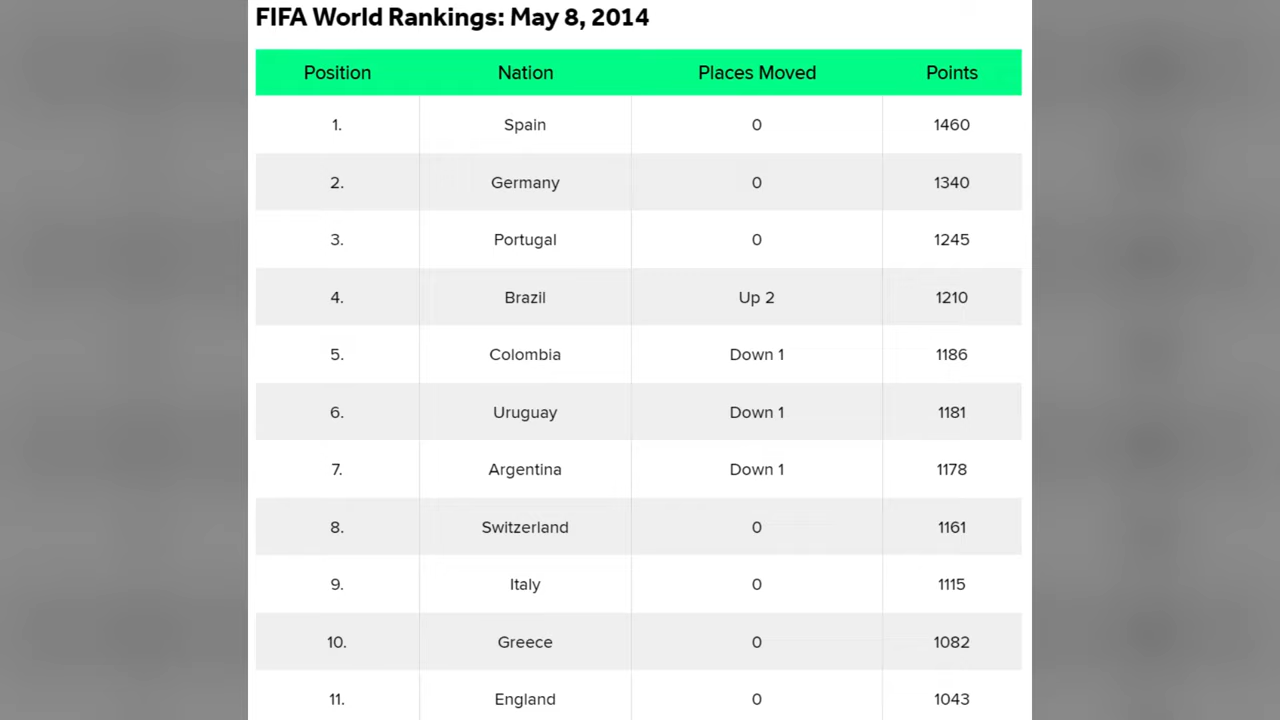 FIFA World Rankings: May 8, 2014
Position Nation Places Moved Points
1. Spain 0 1460
2. Germany 0 1340
3. Portugal 0 1245
4. Brazil Up 2 1210
5. Colombia Down 1 1186
6. Uruguay Down 1 1181
7. Argentina Down 1 1178
8. Switzerland 0 1161
9. Italy 0 1115
10. Greece 0 1082
11. England 0 1043